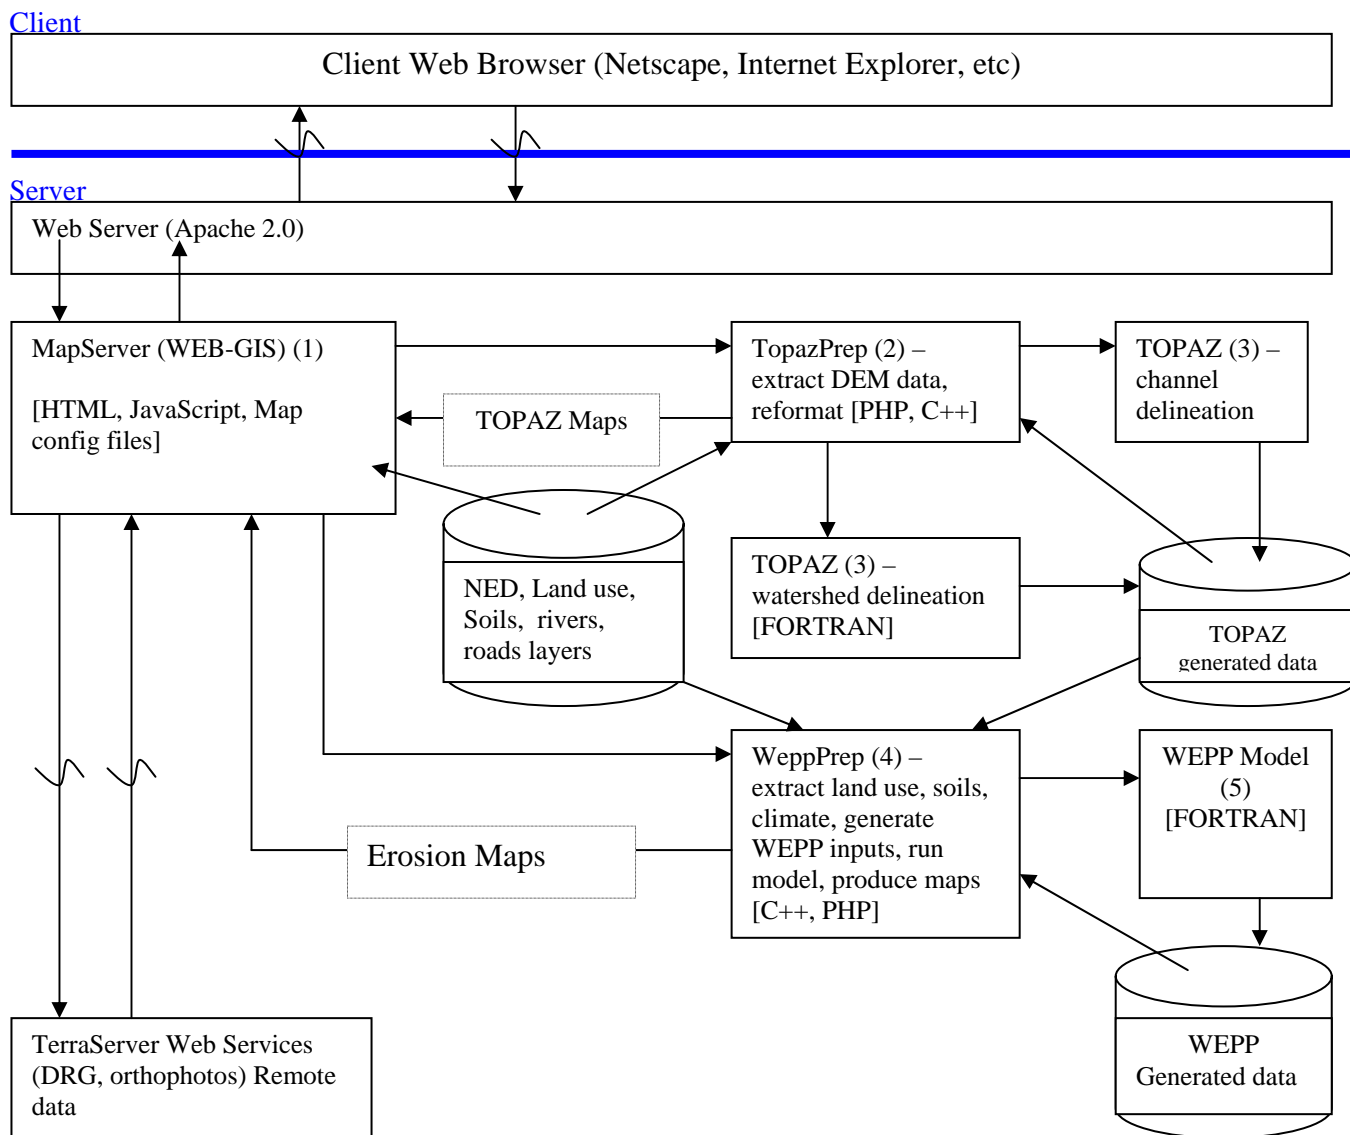 Client
Client Web Browser (Netscape, Internet Explorer, etc)
Server
Web Server (Apache 2.0)
MapServer (WEB-GIS) (1)
[HTML, JavaScript, Map
config files]
TOPAZ Maps
TopazPrep (2) –
extract DEM data,
reformat [PHP, C++]
TOPAZ (3) –
channel
delineation
NED, Land use,
Soils, rivers,
roads layers
TOPAZ (3) –
watershed delineation
[FORTRAN]
TOPAZ
generated data
WeppPrep (4) –
extract land use, soils,
climate, generate
WEPP inputs, run
model, produce maps
[C++, PHP]
WEPP Model
(5)
[FORTRAN]
Erosion Maps
WEPP
Generated data
TerraServer Web Services
(DRG, orthophotos) Remote
data